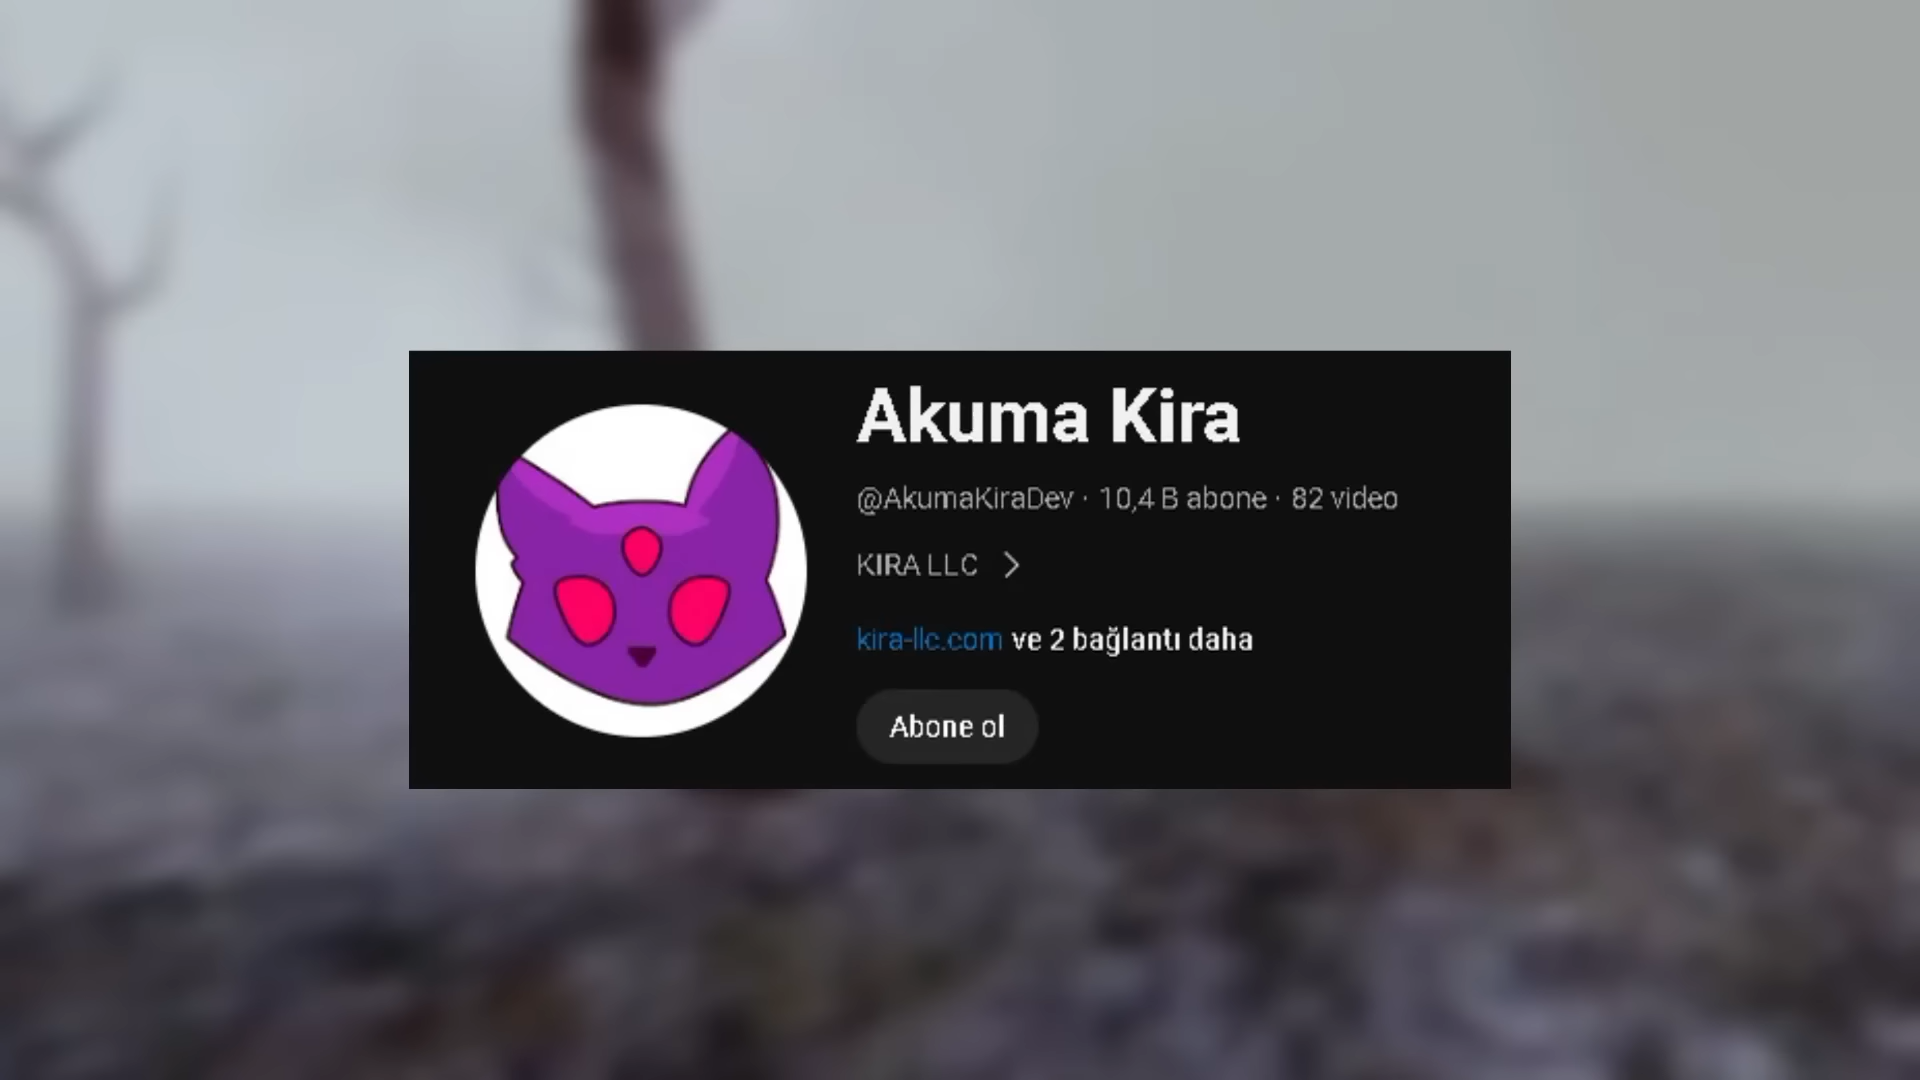 Akuma Kira
@AkumaKiraDev · 10,4 B abone · 82 video
KIRA LLC >
kira-llc.com ve 2 bağlantı daha
Abone ol